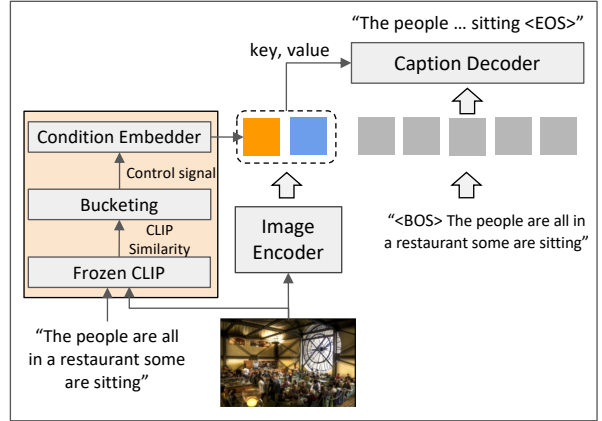 “The people … sitting <EOS>”
key, value
Caption Decoder
Condition Embedder
Control signal
Bucketing
CLIP
Similarity
Frozen CLIP
Image
Encoder
“<BOS> The people are all in
a restaurant some are sitting”
“The people are all
in a restaurant some
are sitting”